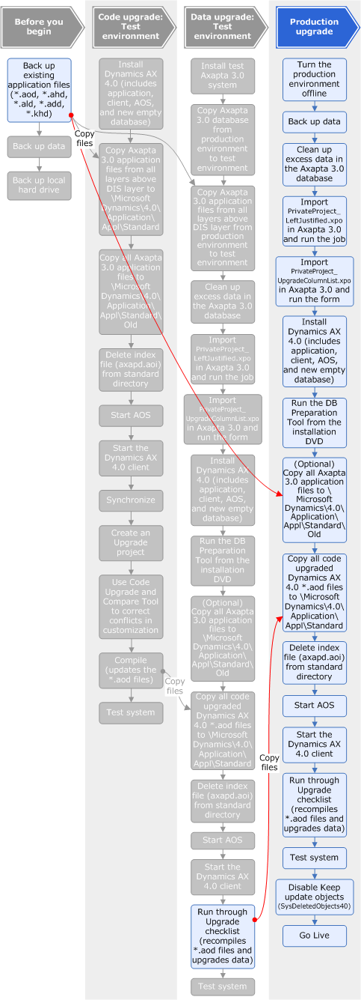 Before you
begin
Code upgrade:
Test
environment
Data upgrade:
Test
environment
Production
upgrade
Back up
existing
application files
(*.aod, *.ahd,
*.ald, *.add,
*.khd)
Back up data
Back up local
hard drive
Copy
files
Install
Dynamics AX
4.0 (includes
application,
client, AOS,
and new empty
database)
Copy Axapta
3.0 application
files from all
layers above
DIS layer to
\Microsoft
Dynamics\4.0\
Application\
Appl\Standard
Copy all Axapta
3.0 application
files to
\Microsoft
Dynamics\4.0\
Application\
Appl\Standard\
Old
Delete index
file (axapd.aoi)
from standard
directory
Start AOS
Start the
Dynamics AX
4.0 client
Synchronize
Create an
Upgrade
project
Use Code
Upgrade and
Compare Tool
to correct
conflicts in
customization
Compile
(updates the
*.aod files)
Test system
Copy
files
Install test
Axapta 3.0
system
Copy Axapta
3.0 database
from
production
environment
to test
environment
Copy Axapta
3.0 application
files from all
layers above
DIS layer from
production
environment
to test
environment
Clean up
excess data in
the Axapta 3.0
database
Import
PrivateProject_
LeftJustified.xpo
in Axapta 3.0
and run the job
Import
PrivateProject_
UpgradeColumnList.xpo
in Axapta 3.0 and
run the form
Install
Dynamics AX
4.0 (includes
application,
client, AOS,
and new empty
database)
Run the DB
Preparation
Tool from the
installation
DVD
(Optional)
Copy all Axapta
3.0 application
files to
\Microsoft
Dynamics\4.0\
Application\
Appl\Standard\
Old
Copy all code
upgraded
Dynamics AX
4.0 *.aod files
to \Microsoft
Dynamics\4.0\
Application\
Appl\Standard
Delete index
file (axapd.aoi)
from standard
directory
Start AOS
Start the
Dynamics AX
4.0 client
Run through
Upgrade
checklist
(recompiles
*.aod files and
upgrades data)
Test system
Copy
files
Turn the
production
environment
offline
Back up data
Clean up
excess data in
the Axapta 3.0
database
Import
PrivateProject_
LeftJustified.xpo
in Axapta 3.0
and run the job
Import
PrivateProject_
UpgradeColumnList.xpo
in Axapta 3.0 and
run the form
Install
Dynamics AX
4.0 (includes
application,
client, AOS,
and new empty
database)
Run the DB
Preparation
Tool from the
installation
DVD
(Optional)
Copy all Axapta
3.0 application
files to \
Microsoft
Dynamics\4.0\
Application\
Appl\Standard\
Old
Copy all code
upgraded
Dynamics AX
4.0 *.aod files
to \Microsoft
Dynamics\4.0\
Application\
Appl\Standard
Delete index
file (axapd.aoi)
from standard
directory
Start AOS
Start the
Dynamics AX
4.0 client
Run through
Upgrade
checklist
(recompiles
*.aod files and
upgrades data)
Test system
Disable Keep
update objects
(SysDeletedObjects40)
Go Live